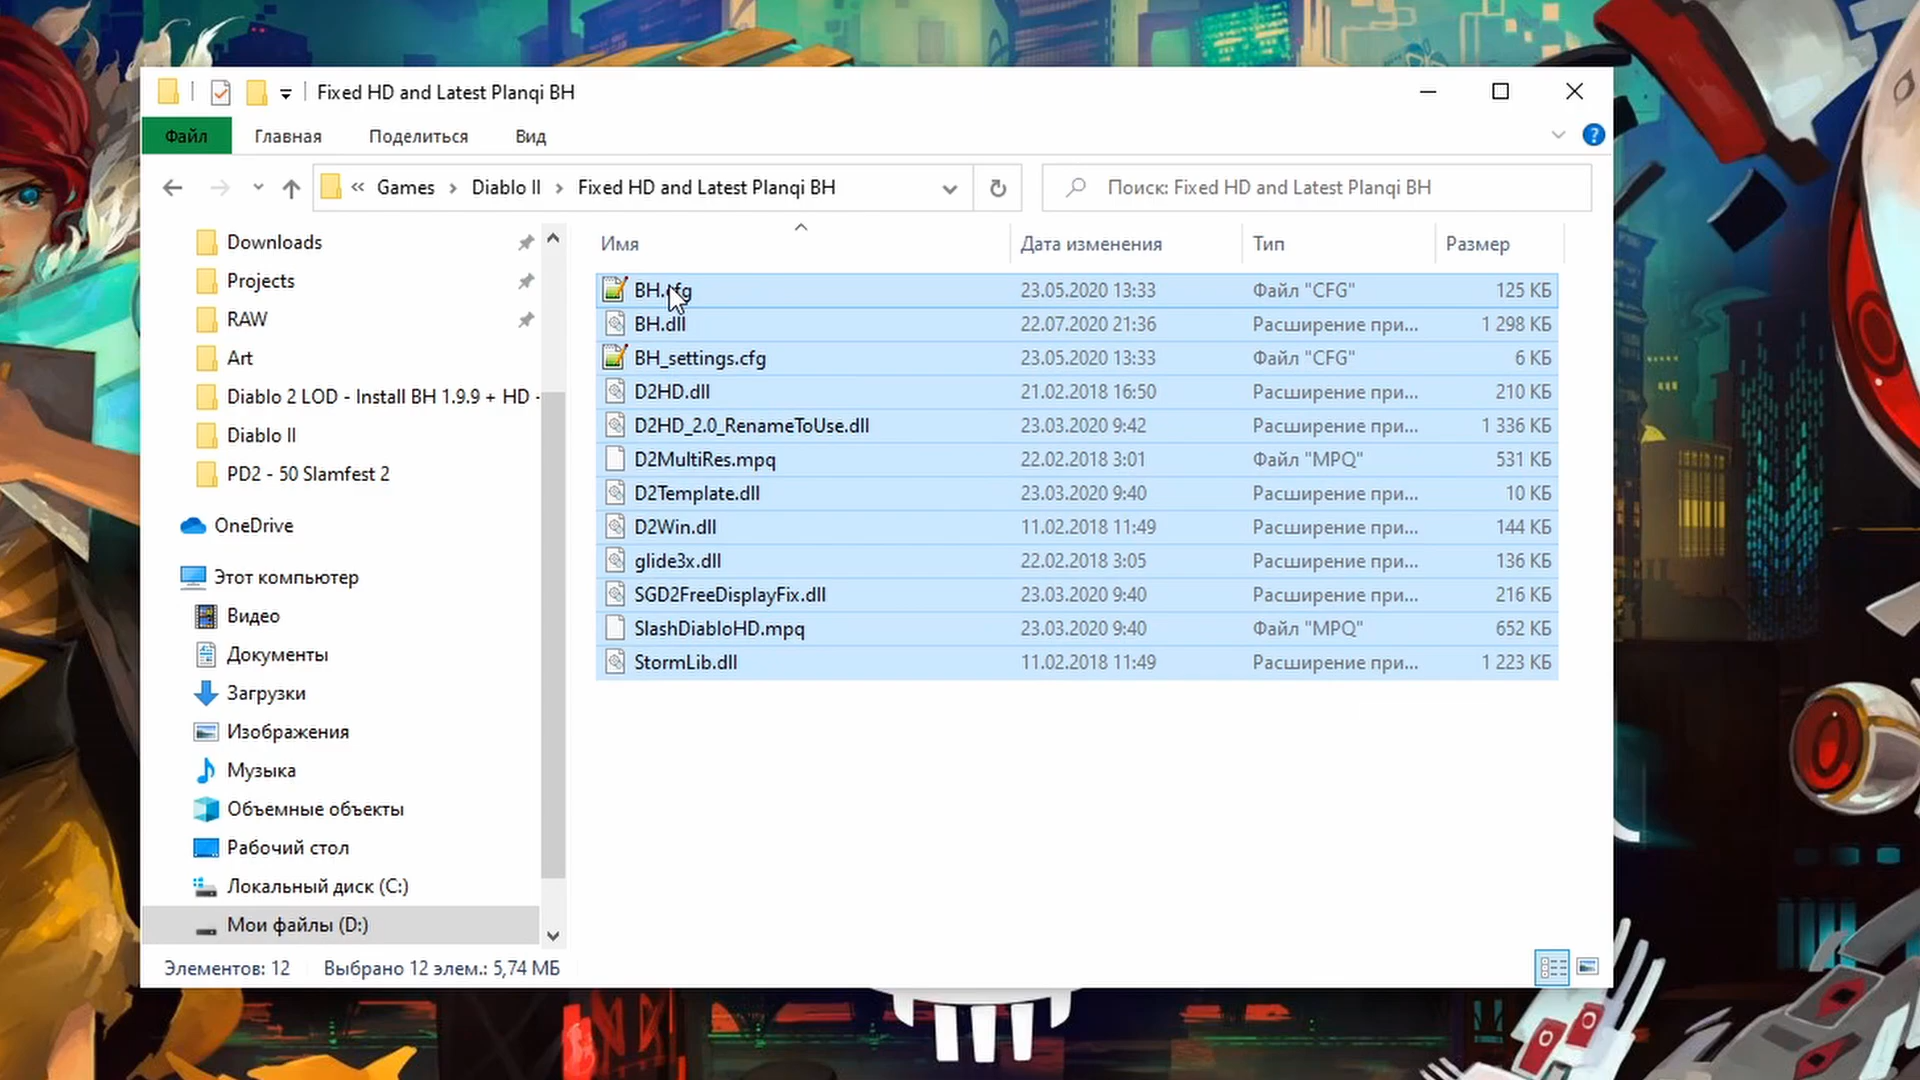 Fixed HD and Latest Planqi BH
Файл Главная Поделиться Вид
« Games Diablo II Fixed HD and Latest Planqi BH Поиск: Fixed HD and Latest Planqi BH
Downloads
Projects
RAW
Art
Diablo 2 LOD - Install BH 1.9.9 + HD -
Diablo II
PD2 - 50 Slamfest 2
OneDrive
Этот компьютер
Видео
Документы
Загрузки
Изображения
Музыка
Объемные объекты
Рабочий стол
Локальный диск (C:)
Мои файлы (D:)
Имя Дата изменения Тип Размер
BH.cfg 23.05.2020 13:33 Файл "CFG" 125 КБ
BH.dll 22.07.2020 21:36 Расширение при... 1 298 КБ
BH_settings.cfg 23.05.2020 13:33 Файл "CFG" 6 КБ
D2HD.dll 21.02.2018 16:50 Расширение при... 210 КБ
D2HD_2.0_RenameToUse.dll 23.03.2020 9:42 Расширение при... 1 336 КБ
D2MultiRes.mpq 22.02.2018 3:01 Файл "MPQ" 531 КБ
D2Template.dll 23.03.2020 9:40 Расширение при... 10 КБ
D2Win.dll 11.02.2018 11:49 Расширение при... 144 КБ
glide3x.dll 22.02.2018 3:05 Расширение при... 136 КБ
SGD2FreeDisplayFix.dll 23.03.2020 9:40 Расширение при... 216 КБ
SlashDiabloHD.mpq 23.03.2020 9:40 Файл "MPQ" 652 КБ
StormLib.dll 11.02.2018 11:49 Расширение при... 1 223 КБ
Элементов: 12 Выбрано 12 элем.: 5,74 МБ